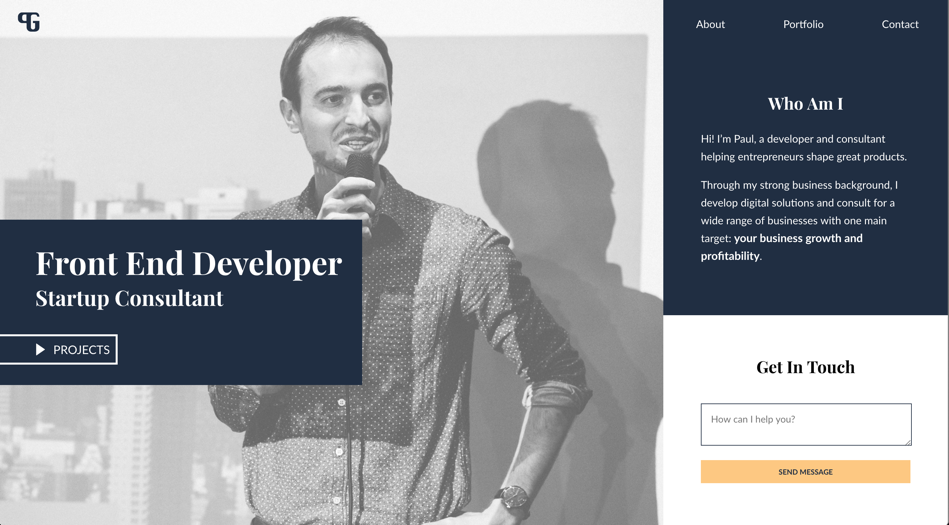 PG
Front End Developer
Startup Consultant
PROJECTS
About Portfolio Contact
Who Am I
Hi! I'm Paul, a developer and consultant
helping entrepreneurs shape great products.
Through my strong business background, I
develop digital solutions and consult for a
wide range of businesses with one main
target: your business growth and
profitability.
Get In Touch
How can I help you?
SEND MESSAGE